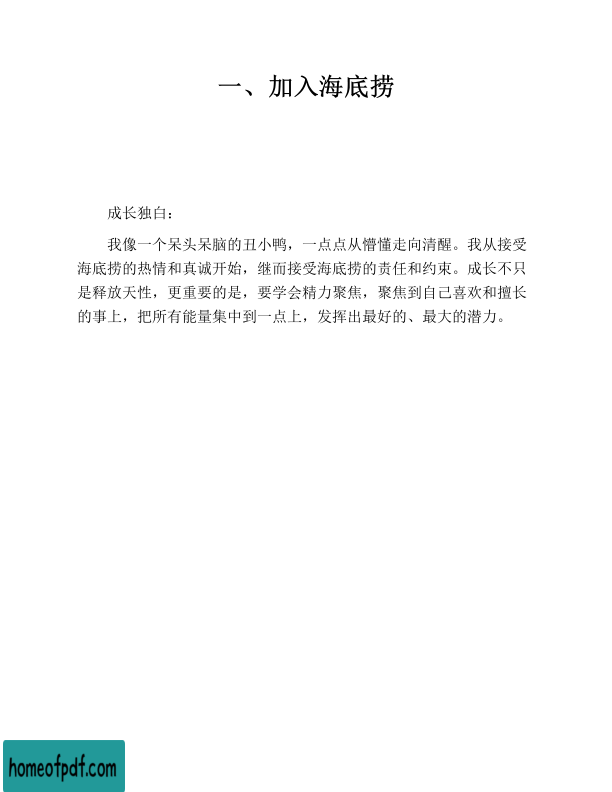 一、加入海底捞
成长独白：
我像一个呆头呆脑的丑小鸭，一点点从懵懂走向清醒。我从接受
海底捞的热情和真诚开始，继而接受海底捞的责任和约束。成长不只
是释放天性，更重要的是，要学会精力聚焦，聚焦到自己喜欢和擅长
的事上，把所有能量集中到一点上，发挥出最好的、最大的潜力。
homeofpdf.com